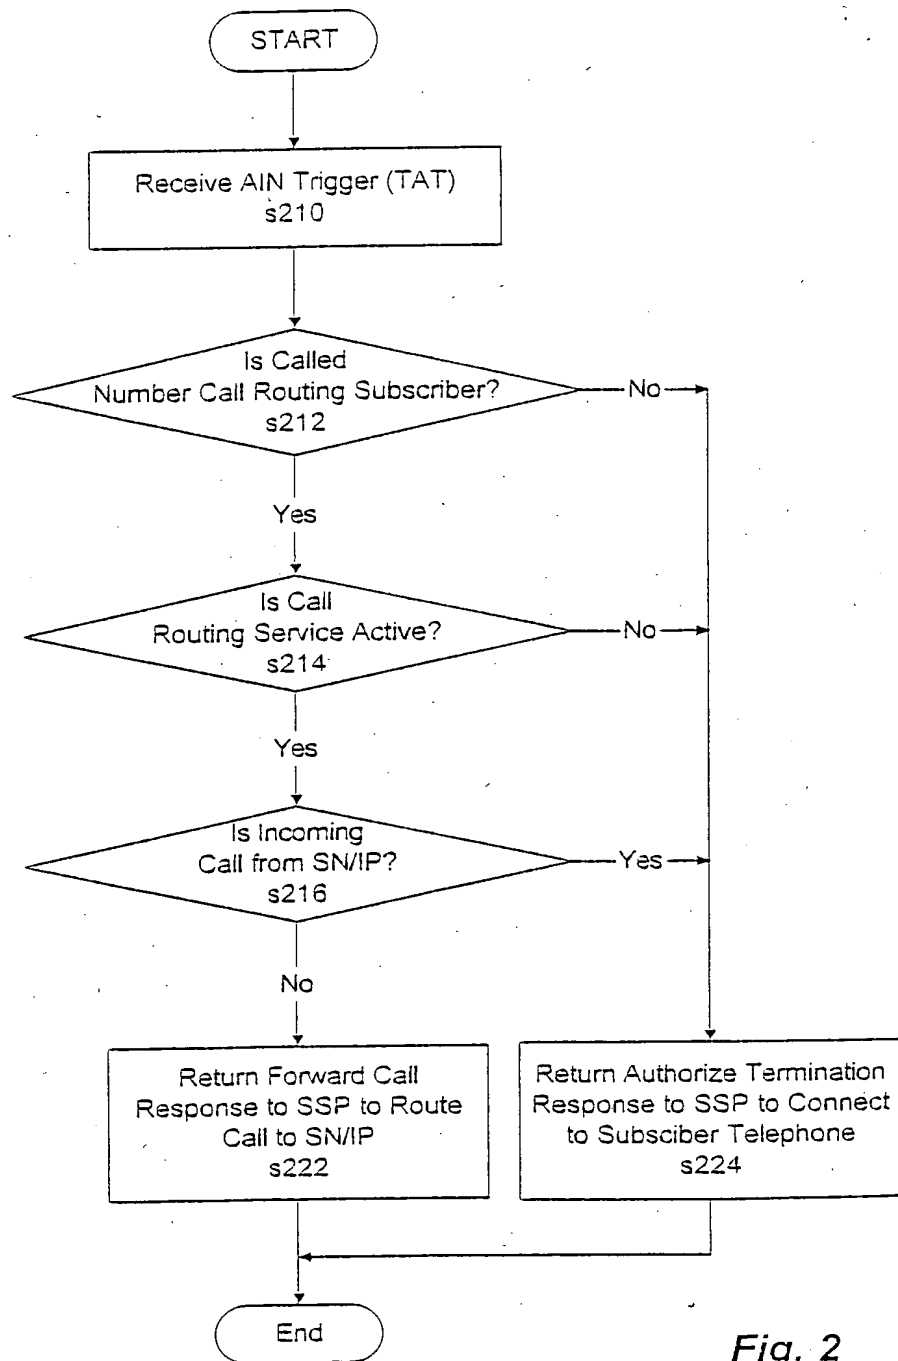 START
Receive AIN Trigger (TAT)
s210
Is Called
Number Call Routing Subscriber?
s212
No
Yes
Is Call
Routing Service Active?
s214
No
Yes
Is Incoming
Call from SN/IP?
s216
Yes
No
Return Forward Call
Response to SSP to Route
Call to SN/IP
s222
Return Authorize Termination
Response to SSP to Connect
to Subsciber Telephone
s224
End
Fig. 2